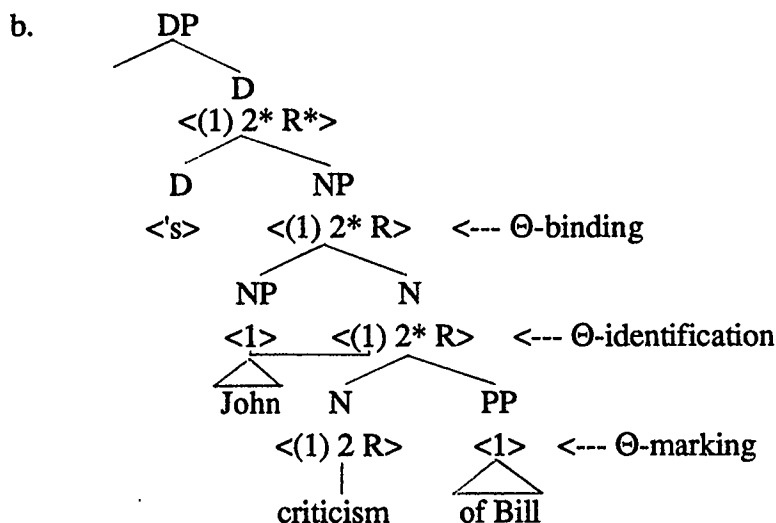 b. DP
D
<(1) 2* R*>
D NP
<'s> <(1) 2* R> <--- Θ-binding
NP N
<1> <(1) 2* R> <--- Θ-identification
John N PP
<(1) 2 R> <1> <--- Θ-marking
criticism of Bill